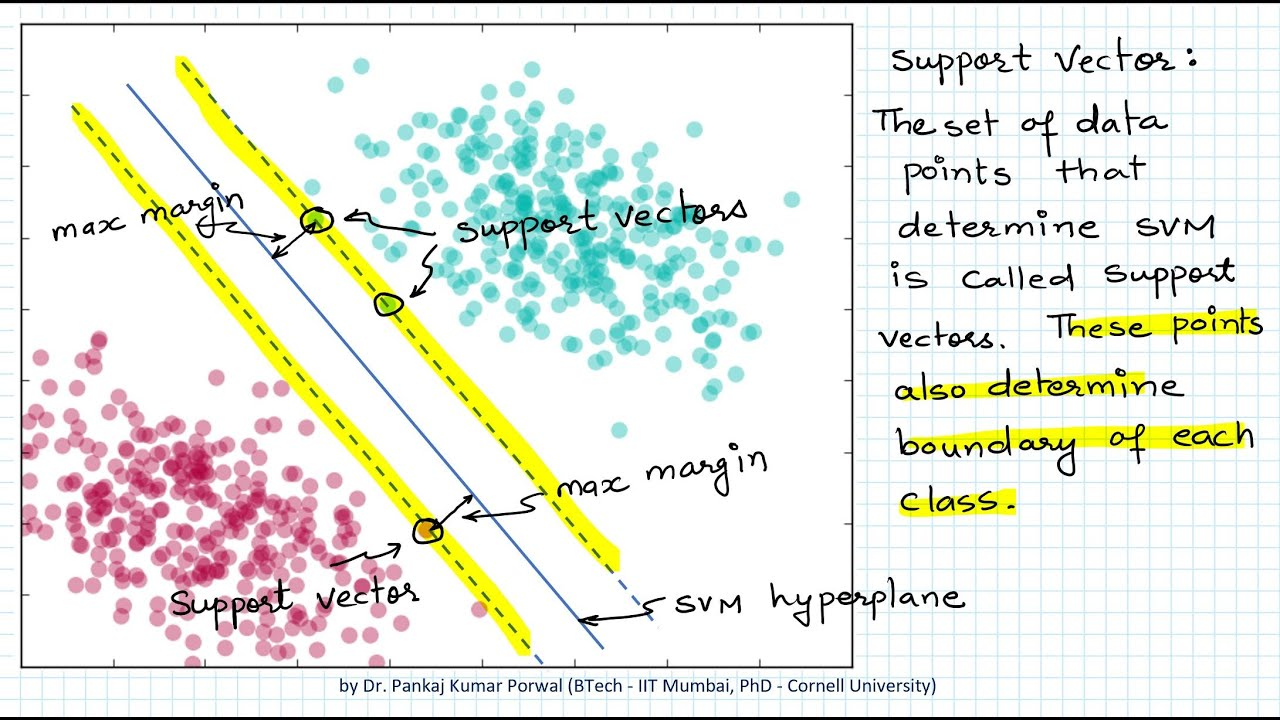 support vector:
The set of data
points that
determine SVM
is called support
vectors. These points
also determine
boundary of each
class.
max margin
support vectors
max margin
support vector
SVM hyperplane
by Dr. Pankaj Kumar Porwal (BTech - IIT Mumbai, PhD - Cornell University)